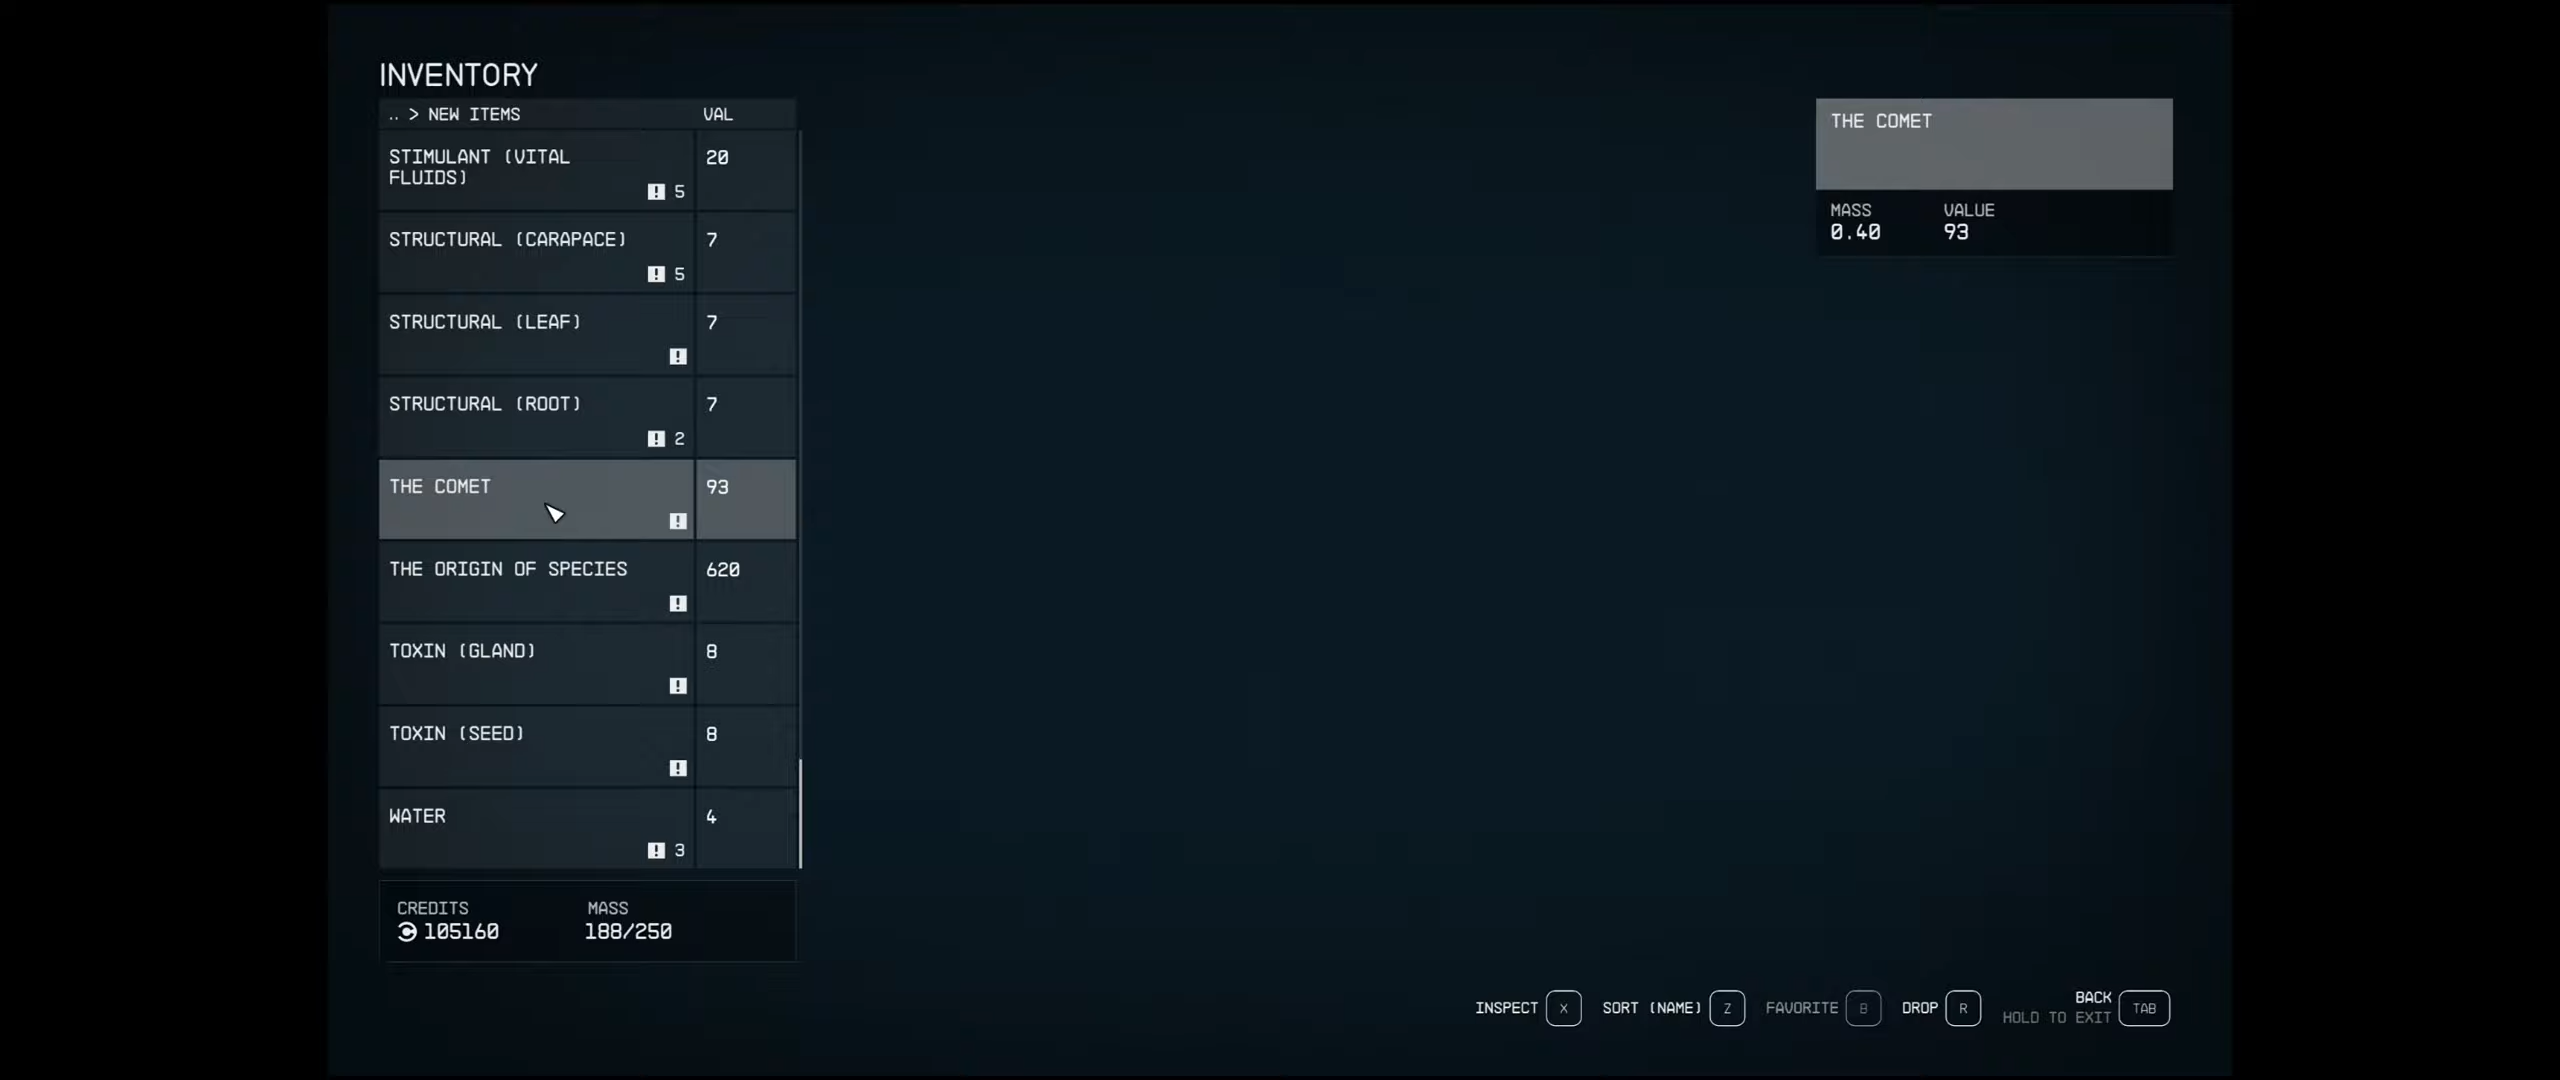 INVENTORY
.. > NEW ITEMS VAL
STIMULANT (VITAL
FLUIDS) 20
! 5
STRUCTURAL (CARAPACE) 7
! 5
STRUCTURAL (LEAF) 7
!
STRUCTURAL (ROOT) 7
! 2
THE COMET 93
!
THE ORIGIN OF SPECIES 620
!
TOXIN (GLAND) 8
!
TOXIN (SEED) 8
!
WATER 4
! 3
CREDITS MASS
105160 188/250
THE COMET
MASS VALUE
0.40 93
INSPECT X SORT (NAME) Z FAVORITE B DROP R BACK
HOLD TO EXIT TAB